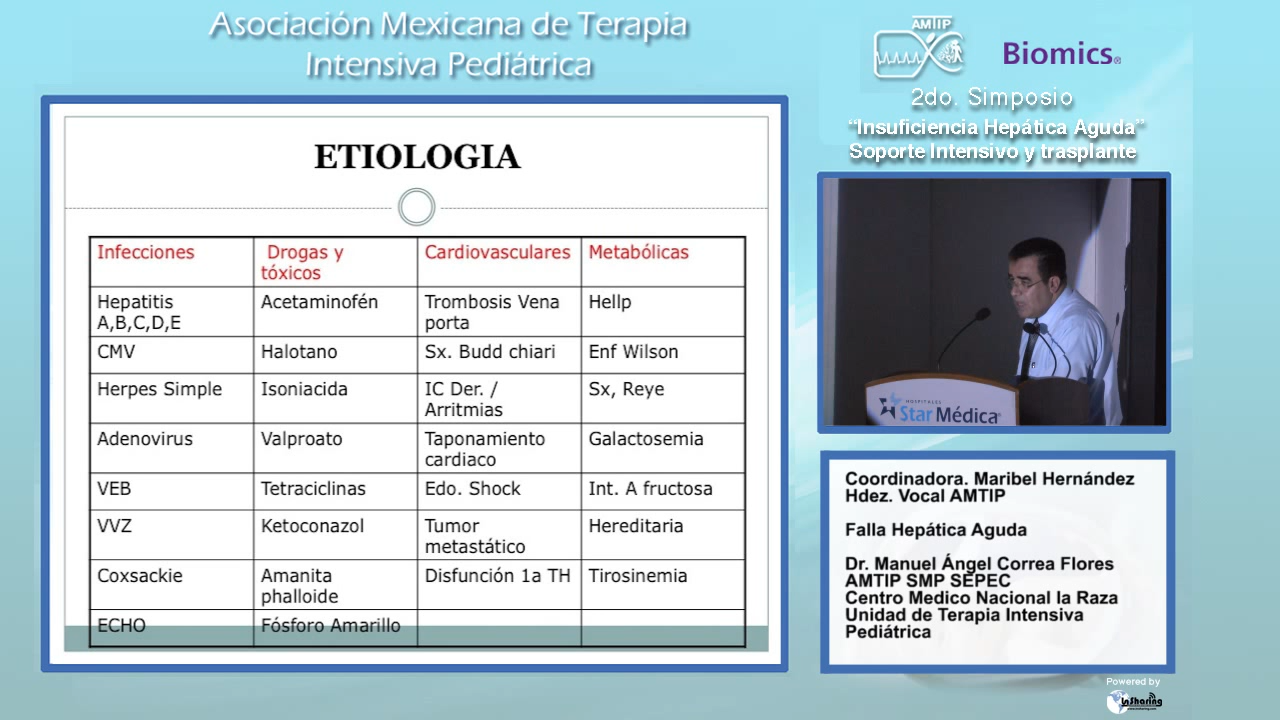 Asociación Mexicana de Terapia
Intensiva Pediátrica
AMTIP
Biomics®
2do. Simposio
“Insuficiencia Hepática Aguda”
Soporte Intensivo y trasplante
ETIOLOGIA
Infecciones
Drogas y
tóxicos
Cardiovasculares
Metabólicas
Hepatitis
A,B,C,D,E
Acetaminofén
Trombosis Vena
porta
Hellp
CMV
Halotano
Sx. Budd chiari
Enf Wilson
Herpes Simple
Isoniacida
IC Der. /
Arritmias
Sx, Reye
Adenovirus
Valproato
Taponamiento
cardiaco
Galactosemia
VEB
Tetraciclinas
Edo. Shock
Int. A fructosa
VVZ
Ketoconazol
Tumor
metastático
Hereditaria
Coxsackie
Amanita
phalloide
Disfunción 1a TH
Tirosinemia
ECHO
Fósforo Amarillo
HOSPITALES
Star Médica®
Coordinadora. Maribel Hernández
Hdez. Vocal AMTIP
Falla Hepática Aguda
Dr. Manuel Ángel Correa Flores
AMTIP SMP SEPEC
Centro Medico Nacional la Raza
Unidad de Terapia Intensiva
Pediátrica
Powered by
InSharing